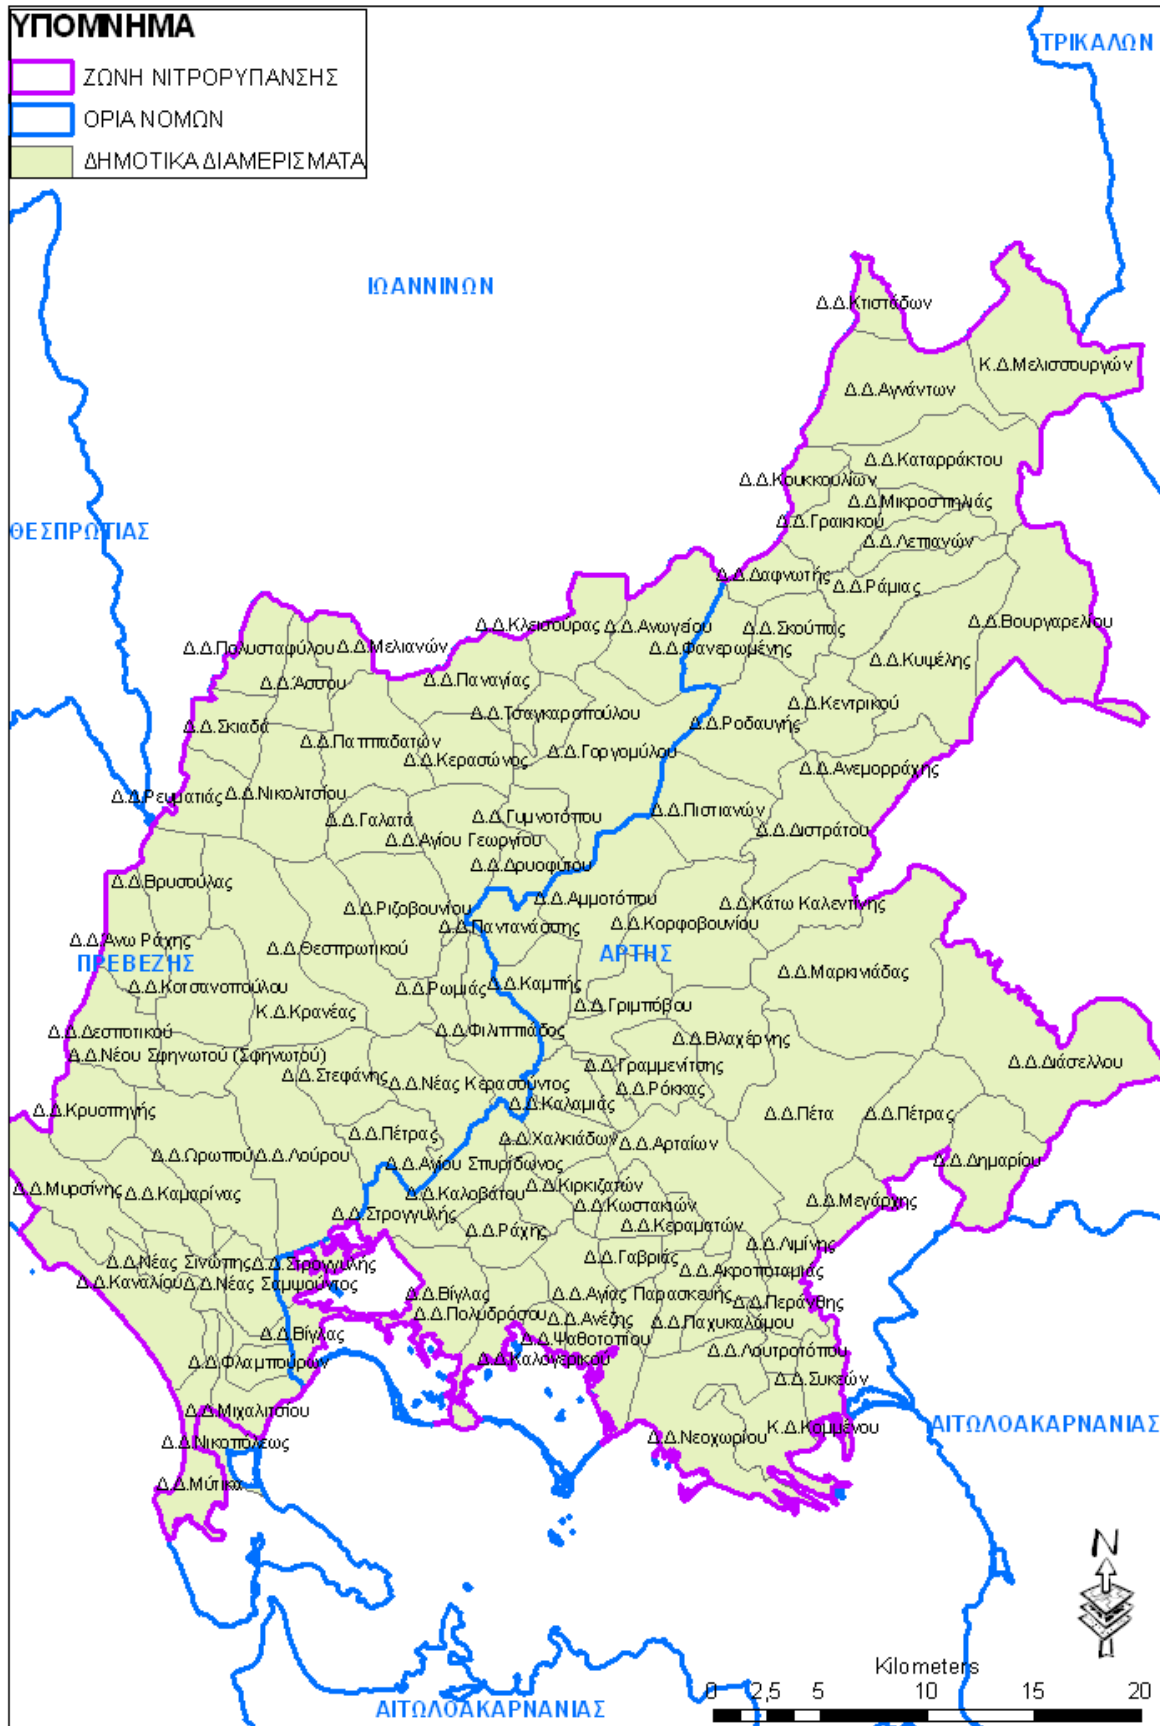 ΥΠΟΜΝΗΜΑ
ΖΩΝΗ ΝΙΤΡΟΡΥΠΑΝΣΗΣ
ΟΡΙΑ ΝΟΜΩΝ
ΔΗΜΟΤΙΚΑ ΔΙΑΜΕΡΙΣΜΑΤΑ
ΤΡΙΚΑΛΩΝ
ΙΩΑΝΝΙΝΩΝ
Δ.Δ.Κτιστάδων
Κ.Δ.Μελισσουργών
Δ.Δ.Αγνάντων
Δ.Δ.Καταρράκτου
Δ.Δ.Κουκκουλίων
Δ.Δ.Μικροσπηλιάς
Δ.Δ.Γραικικού
ΘΕΣΠΡΩΤΙΑΣ
Δ.Δ.Λεπιανών
Δ.Δ.Δαφνωτής
Δ.Δ.Ράμιας
Δ.Δ.Κλεισούρας
Δ.Δ.Ανωγείου
Δ.Δ.Σκούπας
Δ.Δ.Βουργαρελίου
Δ.Δ.Πολυσταφύλου
Δ.Δ.Μελιανών
Δ.Δ.Φανερωμένης
Δ.Δ.Κυψέλης
Δ.Δ.Άσσου
Δ.Δ.Παναγίας
Δ.Δ.Κεντρικού
Δ.Δ.Τσαγκαροπούλου
Δ.Δ.Σκιαδά
Δ.Δ.Ροδαυγής
Δ.Δ.Παππαδατών
Δ.Δ.Γοργομύλου
Δ.Δ.Κερασώνος
Δ.Δ.Ανεμορράχης
Δ.Δ.Ρευματιάς
Δ.Δ.Νικολιτσίου
Δ.Δ.Πιστιανών
Δ.Δ.Γαλατά
Δ.Δ.Γυμνοτόπου
Δ.Δ.Διστράτου
Δ.Δ.Αγίου Γεωργίου
Δ.Δ.Δρυοφύτου
Δ.Δ.Βρυσούλας
Δ.Δ.Αμμοτόπου
Δ.Δ.Κάτω Καλεντίνης
Δ.Δ.Ριζοβουνίου
Δ.Δ.Παντανάσσης
Δ.Δ.Κορφοβουνίου
Δ.Δ.Άνω Ράχης
Δ.Δ.Θεσπρωτικού
ΑΡΤΗΣ
ΠΡΕΒΕΖΗΣ
Δ.Δ.Μαρκινιάδας
Δ.Δ.Κοτσανοπούλου
Δ.Δ.Ρωμιάς
Δ.Δ.Καμπής
Δ.Δ.Γριμπόβου
Κ.Δ.Κρανέας
Δ.Δ.Δεσποτικού
Δ.Δ.Φιλιππιάδος
Δ.Δ.Βλαχέρνης
Δ.Δ.Νέου Σφηνωτού (Σφηνωτού)
Δ.Δ.Γραμμενίτσης
Δ.Δ.Διάσελλου
Δ.Δ.Στεφάνης
Δ.Δ.Νέας Κερασούντος
Δ.Δ.Ρόκκας
Δ.Δ.Κρυοπηγής
Δ.Δ.Καλαμιάς
Δ.Δ.Πέτα
Δ.Δ.Πέτρας
Δ.Δ.Πέτρας
Δ.Δ.Χαλκιάδων
Δ.Δ.Αρταίων
Δ.Δ.Ωρωπού
Δ.Δ.Λούρου
Δ.Δ.Αγίου Σπυρίδωνος
Δ.Δ.Δημαρίου
Δ.Δ.Μυρσίνης
Δ.Δ.Καμαρίνας
Δ.Δ.Καλοβάτου
Δ.Δ.Κιρκιζατών
Δ.Δ.Μεγάρχης
Δ.Δ.Στρογγυλής
Δ.Δ.Κωστακιών
Δ.Δ.Ράχης
Δ.Δ.Κεραματών
Δ.Δ.Λιμίνης
Δ.Δ.Νέας Σινώπης
Δ.Δ.Στρογγυλής
Δ.Δ.Γαβριάς
Δ.Δ.Ακροποταμιάς
Δ.Δ.Καναλίου
Δ.Δ.Νέας Σαμψούντος
Δ.Δ.Βίγλας
Δ.Δ.Αγίας Παρασκευής
Δ.Δ.Περάνθης
Δ.Δ.Πολυδρόσου
Δ.Δ.Ανέζης
Δ.Δ.Παχυκαλάμου
Δ.Δ.Βίγλας
Δ.Δ.Ψαθοτοπίου
Δ.Δ.Λουτροτόπου
Δ.Δ.Φλαμπούρων
Δ.Δ.Καλογερικού
Δ.Δ.Συκεών
Δ.Δ.Μιχαλιτσίου
Κ.Δ.Κομμένου
ΑΙΤΩΛΟΑΚΑΡΝΑΝΙΑΣ
Δ.Δ.Νικοπόλεως
Δ.Δ.Νεοχωρίου
Δ.Δ.Μύτικα
N
Kilometers
0 2,5 5 10 15 20
ΑΙΤΩΛΟΑΚΑΡΝΑΝΙΑΣ